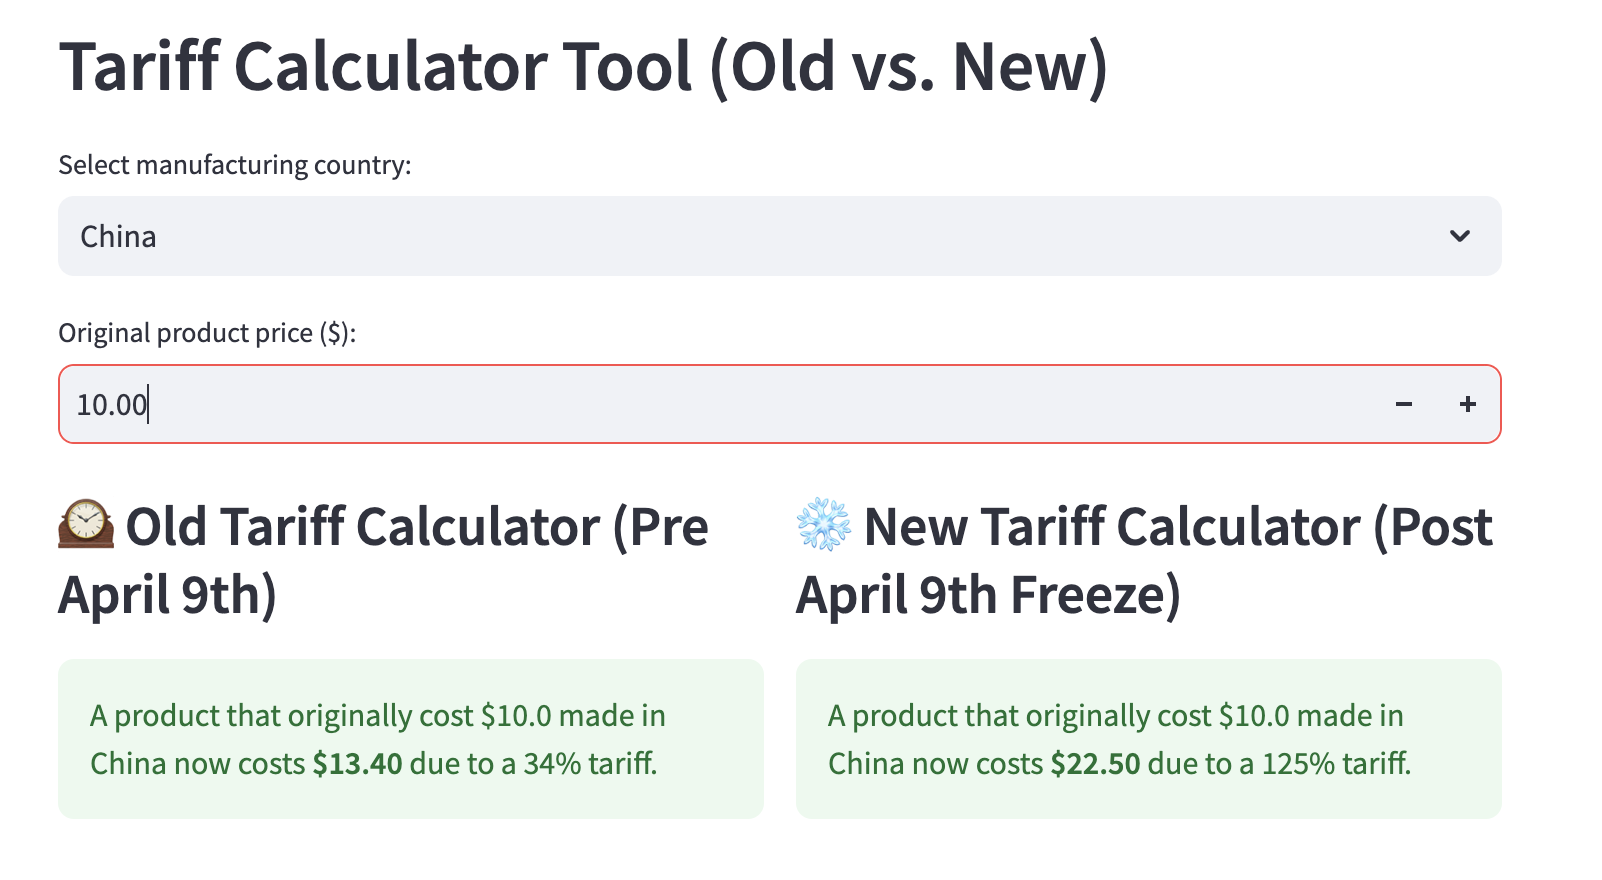 Tariff Calculator Tool (Old vs. New)
Select manufacturing country:
China
Original product price ($):
10.00
Old Tariff Calculator (Pre
April 9th)
New Tariff Calculator (Post
April 9th Freeze)
A product that originally cost $10.0 made in
China now costs $13.40 due to a 34% tariff.
A product that originally cost $10.0 made in
China now costs $22.50 due to a 125% tariff.